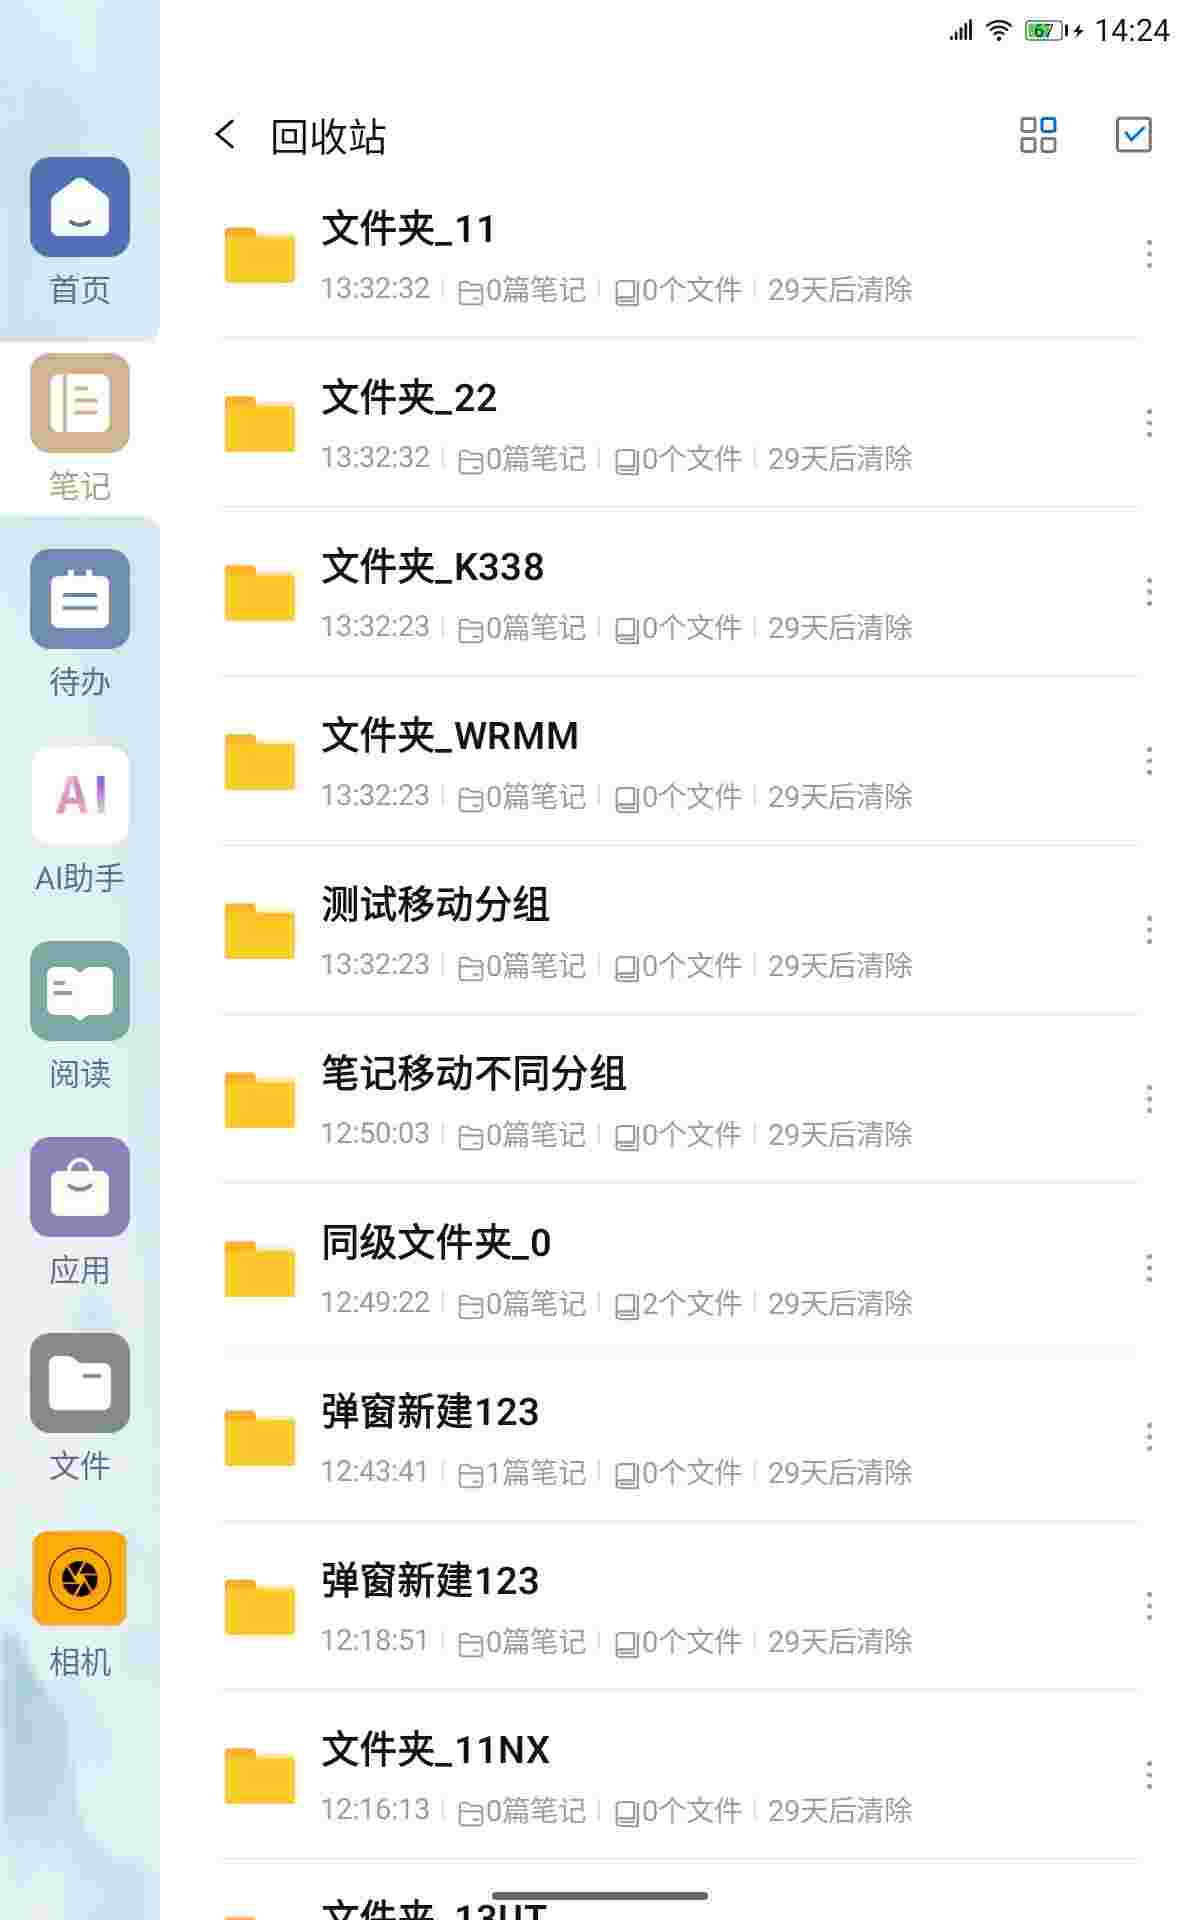 67 14:24
回收站
首页
笔记
待办
AI
AI助手
阅读
应用
文件
相机
文件夹_11
13:32:32 0篇笔记 0个文件 29天后清除
文件夹_22
13:32:32 0篇笔记 0个文件 29天后清除
文件夹_K338
13:32:23 0篇笔记 0个文件 29天后清除
文件夹_WRMM
13:32:23 0篇笔记 0个文件 29天后清除
测试移动分组
13:32:23 0篇笔记 0个文件 29天后清除
笔记移动不同分组
12:50:03 0篇笔记 0个文件 29天后清除
同级文件夹_0
12:49:22 0篇笔记 2个文件 29天后清除
弹窗新建123
12:43:41 1篇笔记 0个文件 29天后清除
弹窗新建123
12:18:51 0篇笔记 0个文件 29天后清除
文件夹_11NX
12:16:13 0篇笔记 0个文件 29天后清除
文件夹_13UT